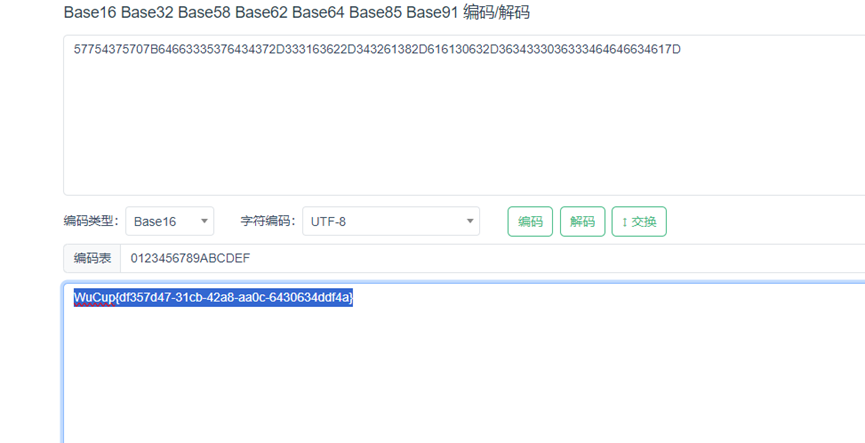 Base16 Base32 Base58 Base62 Base64 Base85 Base91 编码/解码
57754375707B64663335376434372D333163622D343261382D616130632D3634333036333464646634617D
编码类型: Base16 字符编码: UTF-8 编码 解码 ↕ 交换
编码表 0123456789ABCDEF
WuCup{df357d47-31cb-42a8-aa0c-6430634ddf4a}